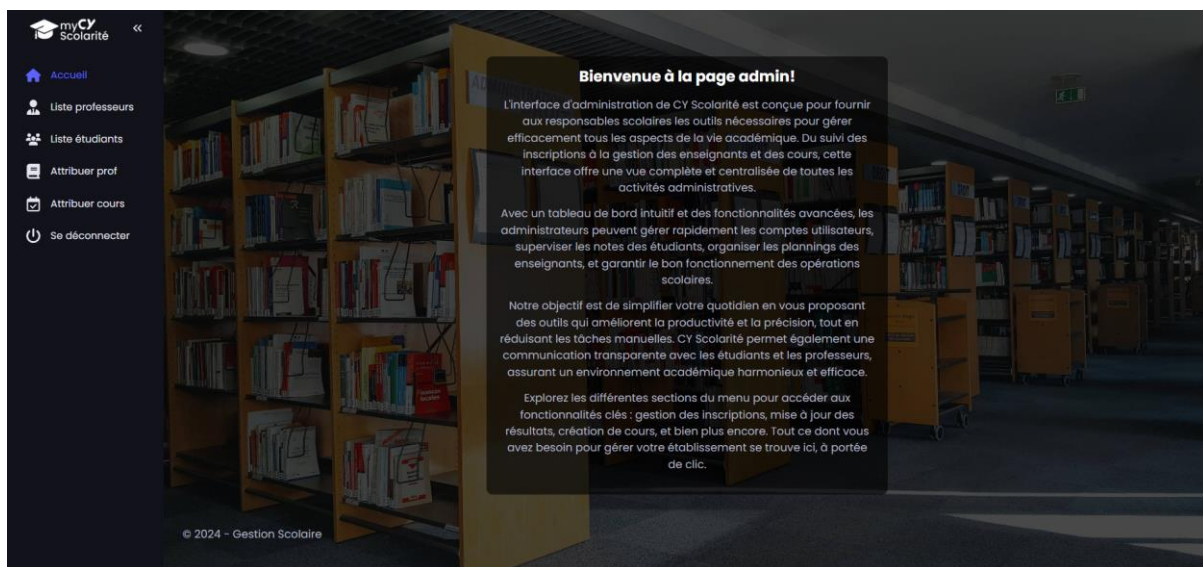 myCY
Scolarité
«
Accueil
Liste professeurs
Liste étudiants
Attribuer prof
Attribuer cours
Se déconnecter
Bienvenue à la page admin!
L'interface d'administration de CY Scolarité est conçue pour fournir
aux responsables scolaires les outils nécessaires pour gérer
efficacement tous les aspects de la vie académique. Du suivi des
inscriptions à la gestion des enseignants et des cours, cette
interface offre une vue complète et centralisée de toutes les
activités administratives.
Avec un tableau de bord intuitif et des fonctionnalités avancées, les
administrateurs peuvent gérer rapidement les comptes utilisateurs,
superviser les notes des étudiants, organiser les plannings des
enseignants, et garantir le bon fonctionnement des opérations
scolaires.
Notre objectif est de simplifier votre quotidien en vous proposant
des outils qui améliorent la productivité et la précision, tout en
réduisant les tâches manuelles. CY Scolarité permet également une
communication transparente avec les étudiants et les professeurs,
assurant un environnement académique harmonieux et efficace.
Explorez les différentes sections du menu pour accéder aux
fonctionnalités clés : gestion des inscriptions, mise à jour des
résultats, création de cours, et bien plus encore. Tout ce dont vous
avez besoin pour gérer votre établissement se trouve ici, à portée
de clic.
© 2024 - Gestion Scolaire